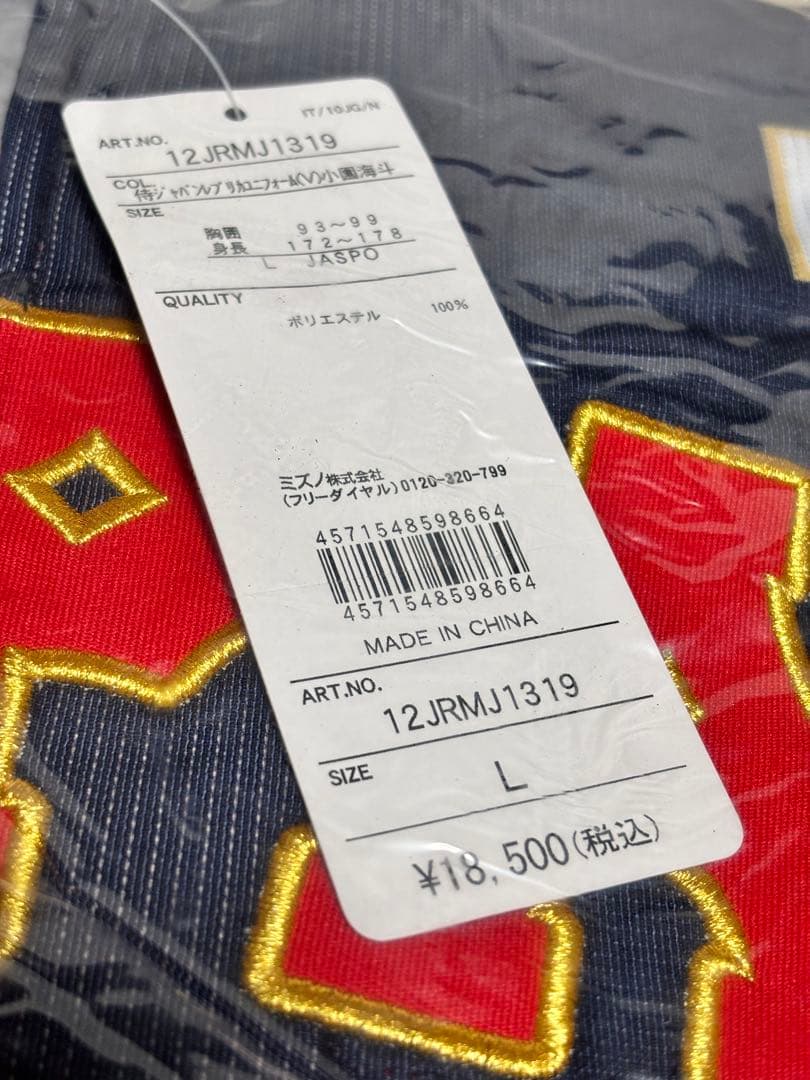 IT/10JG/N
ART.NO.
12JRMJ1319
COL.
侍ジャパンレプリカユニフォーム(V)小園海斗
SIZE
胸囲 93～99
身長 172～178
L JASPO
QUALITY
ポリエステル 100%
ミズノ株式会社
(フリーダイヤル)0120-320-799
4571548598664
4571548598664
MADE IN CHINA
ART.NO.
12JRMJ1319
SIZE
L
¥18,500(税込)